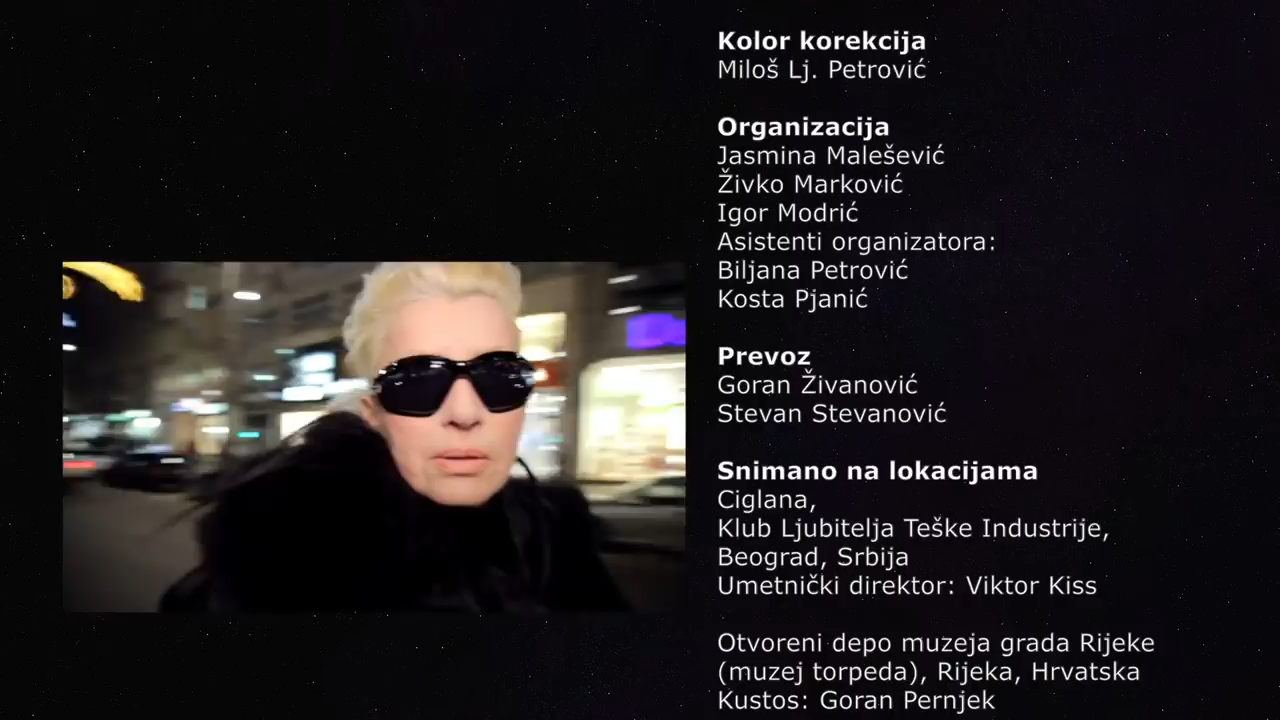 Kolor korekcija
Miloš Lj. Petrović
Organizacija
Jasmina Malešević
Živko Marković
Igor Modrić
Asistenti organizatora:
Biljana Petrović
Kosta Pjanić
Prevoz
Goran Živanović
Stevan Stevanović
Snimano na lokacijama
Ciglana,
Klub Ljubitelja Teške Industrije,
Beograd, Srbija
Umetnički direktor: Viktor Kiss
Otvoreni depo muzeja grada Rijeke
(muzej torpeda), Rijeka, Hrvatska
Kustos: Goran Pernjek